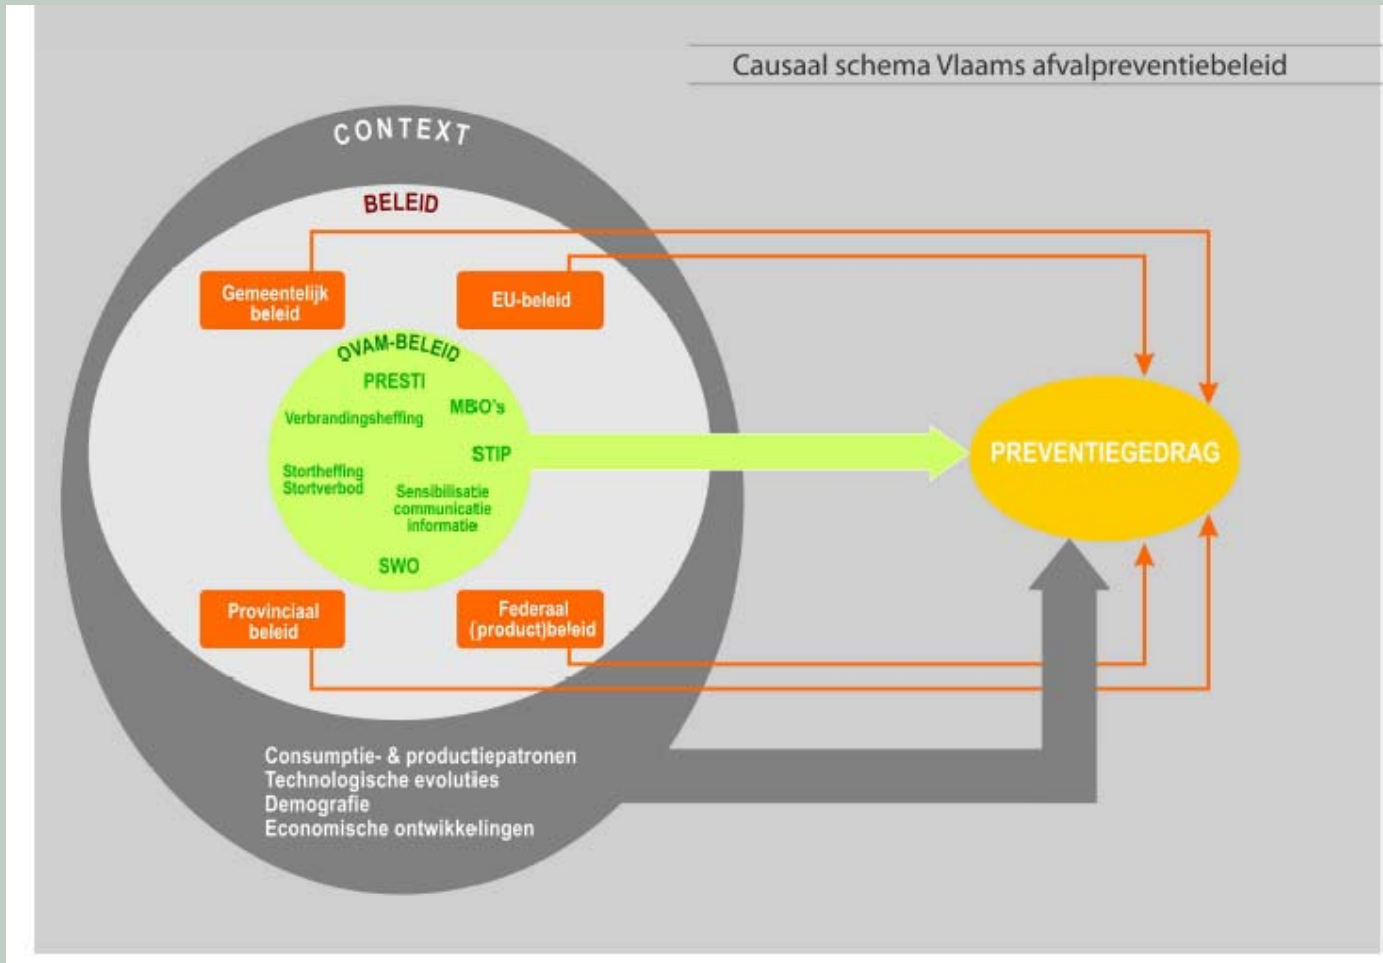 Causaal schema Vlaams afvalpreventiebeleid
CONTEXT
BELEID
Gemeentelijk
beleid
EU-beleid
OVAM-BELEID
PRESTI
MBO's
Verbrandingsheffing
STIP
Stortheffing
Stortverbod
Sensibilisatie
communicatie
informatie
SWO
Provinciaal
beleid
Federaal
(product)beleid
PREVENTIEGEDRAG
Consumptie- & productiepatronen
Technologische evoluties
Demografie
Economische ontwikkelingen